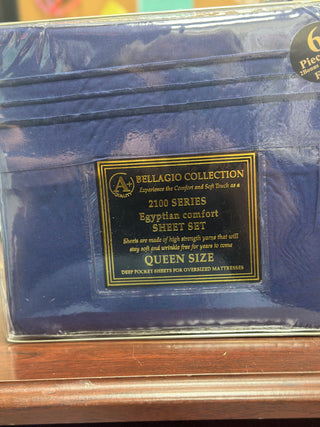 6
Piece
BELLAGIO COLLECTION
A+
QUALITY
Experience the Comfort and Soft Touch as a
2100 SERIES
Egyptian comfort
SHEET SET
Sheets are made of high strength yarns that will
stay soft and wrinkle free for years to come
QUEEN SIZE
DEEP POCKET SHEETS FOR OVERSIZED MATTRESSES